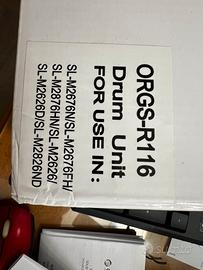 ORGS-R116
Drum Unit
FOR USE IN:
SL-M2676N/SL-M2676FH/
SL-M2876HN/SL-M2626/
SL-M2626D/SL-M2826ND